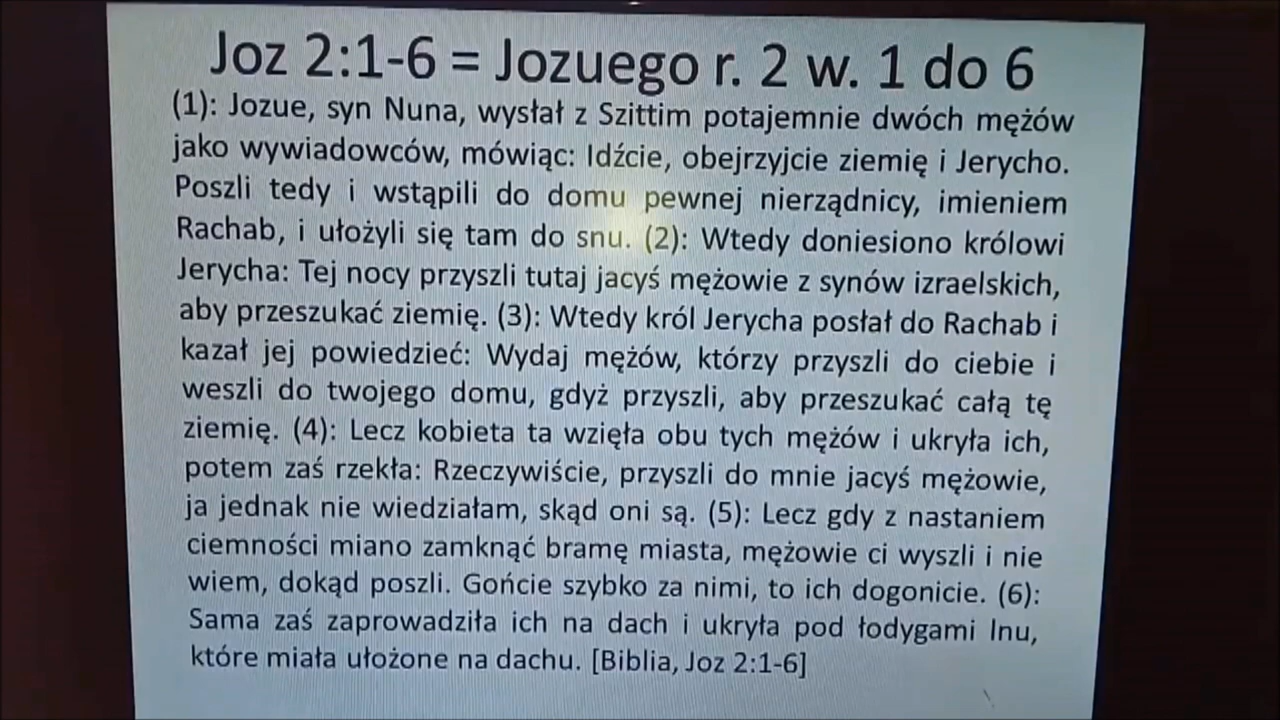 Joz 2:1-6 = Jozuego r. 2 w. 1 do 6
(1): Jozue, syn Nuna, wysłał z Szittim potajemnie dwóch mężów
jako wywiadowców, mówiąc: Idźcie, obejrzyjcie ziemię i Jerycho.
Poszli tedy i wstąpili do domu pewnej nierządnicy, imieniem
Rachab, i ułożyli się tam do snu. (2): Wtedy doniesiono królowi
Jerycha: Tej nocy przyszli tutaj jacyś mężowie z synów izraelskich,
aby przeszukać ziemię. (3): Wtedy król Jerycha posłał do Rachab i
kazał jej powiedzieć: Wydaj mężów, którzy przyszli do ciebie i
weszli do twojego domu, gdyż przyszli, aby przeszukać całą tę
ziemię. (4): Lecz kobieta ta wzięła obu tych mężów i ukryła ich,
potem zaś rzekła: Rzeczywiście, przyszli do mnie jacyś mężowie,
ja jednak nie wiedziałam, skąd oni są. (5): Lecz gdy z nastaniem
ciemności miano zamknąć bramę miasta, mężowie ci wyszli i nie
wiem, dokąd poszli. Gońcie szybko za nimi, to ich dogonicie. (6):
Sama zaś zaprowadziła ich na dach i ukryła pod łodygami lnu,
które miała ułożone na dachu. [Biblia, Joz 2:1-6]